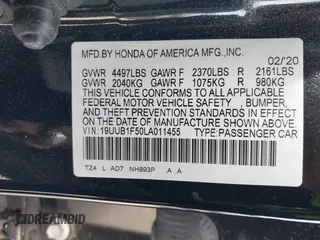 MFD.BY HONDA OF AMERICA MFG.,INC.
02/20
GVWR 4497LBS GAWR F 2370LBS R 2161LBS
GVWR 2040KG GAWR F 1075KG R 980KG
THIS VEHICLE CONFORMS TO ALL APPLICABLE
FEDERAL MOTOR VEHICLE SAFETY, BUMPER,
AND THEFT PREVENTION STANDARDS IN EFFECT
ON THE DATE OF MANUFACTURE SHOWN ABOVE.
VIN: 19UUB1F50LA011455 TYPE:PASSENGER CAR
TZ4 L AD7 NH893P A A
DREAMBID